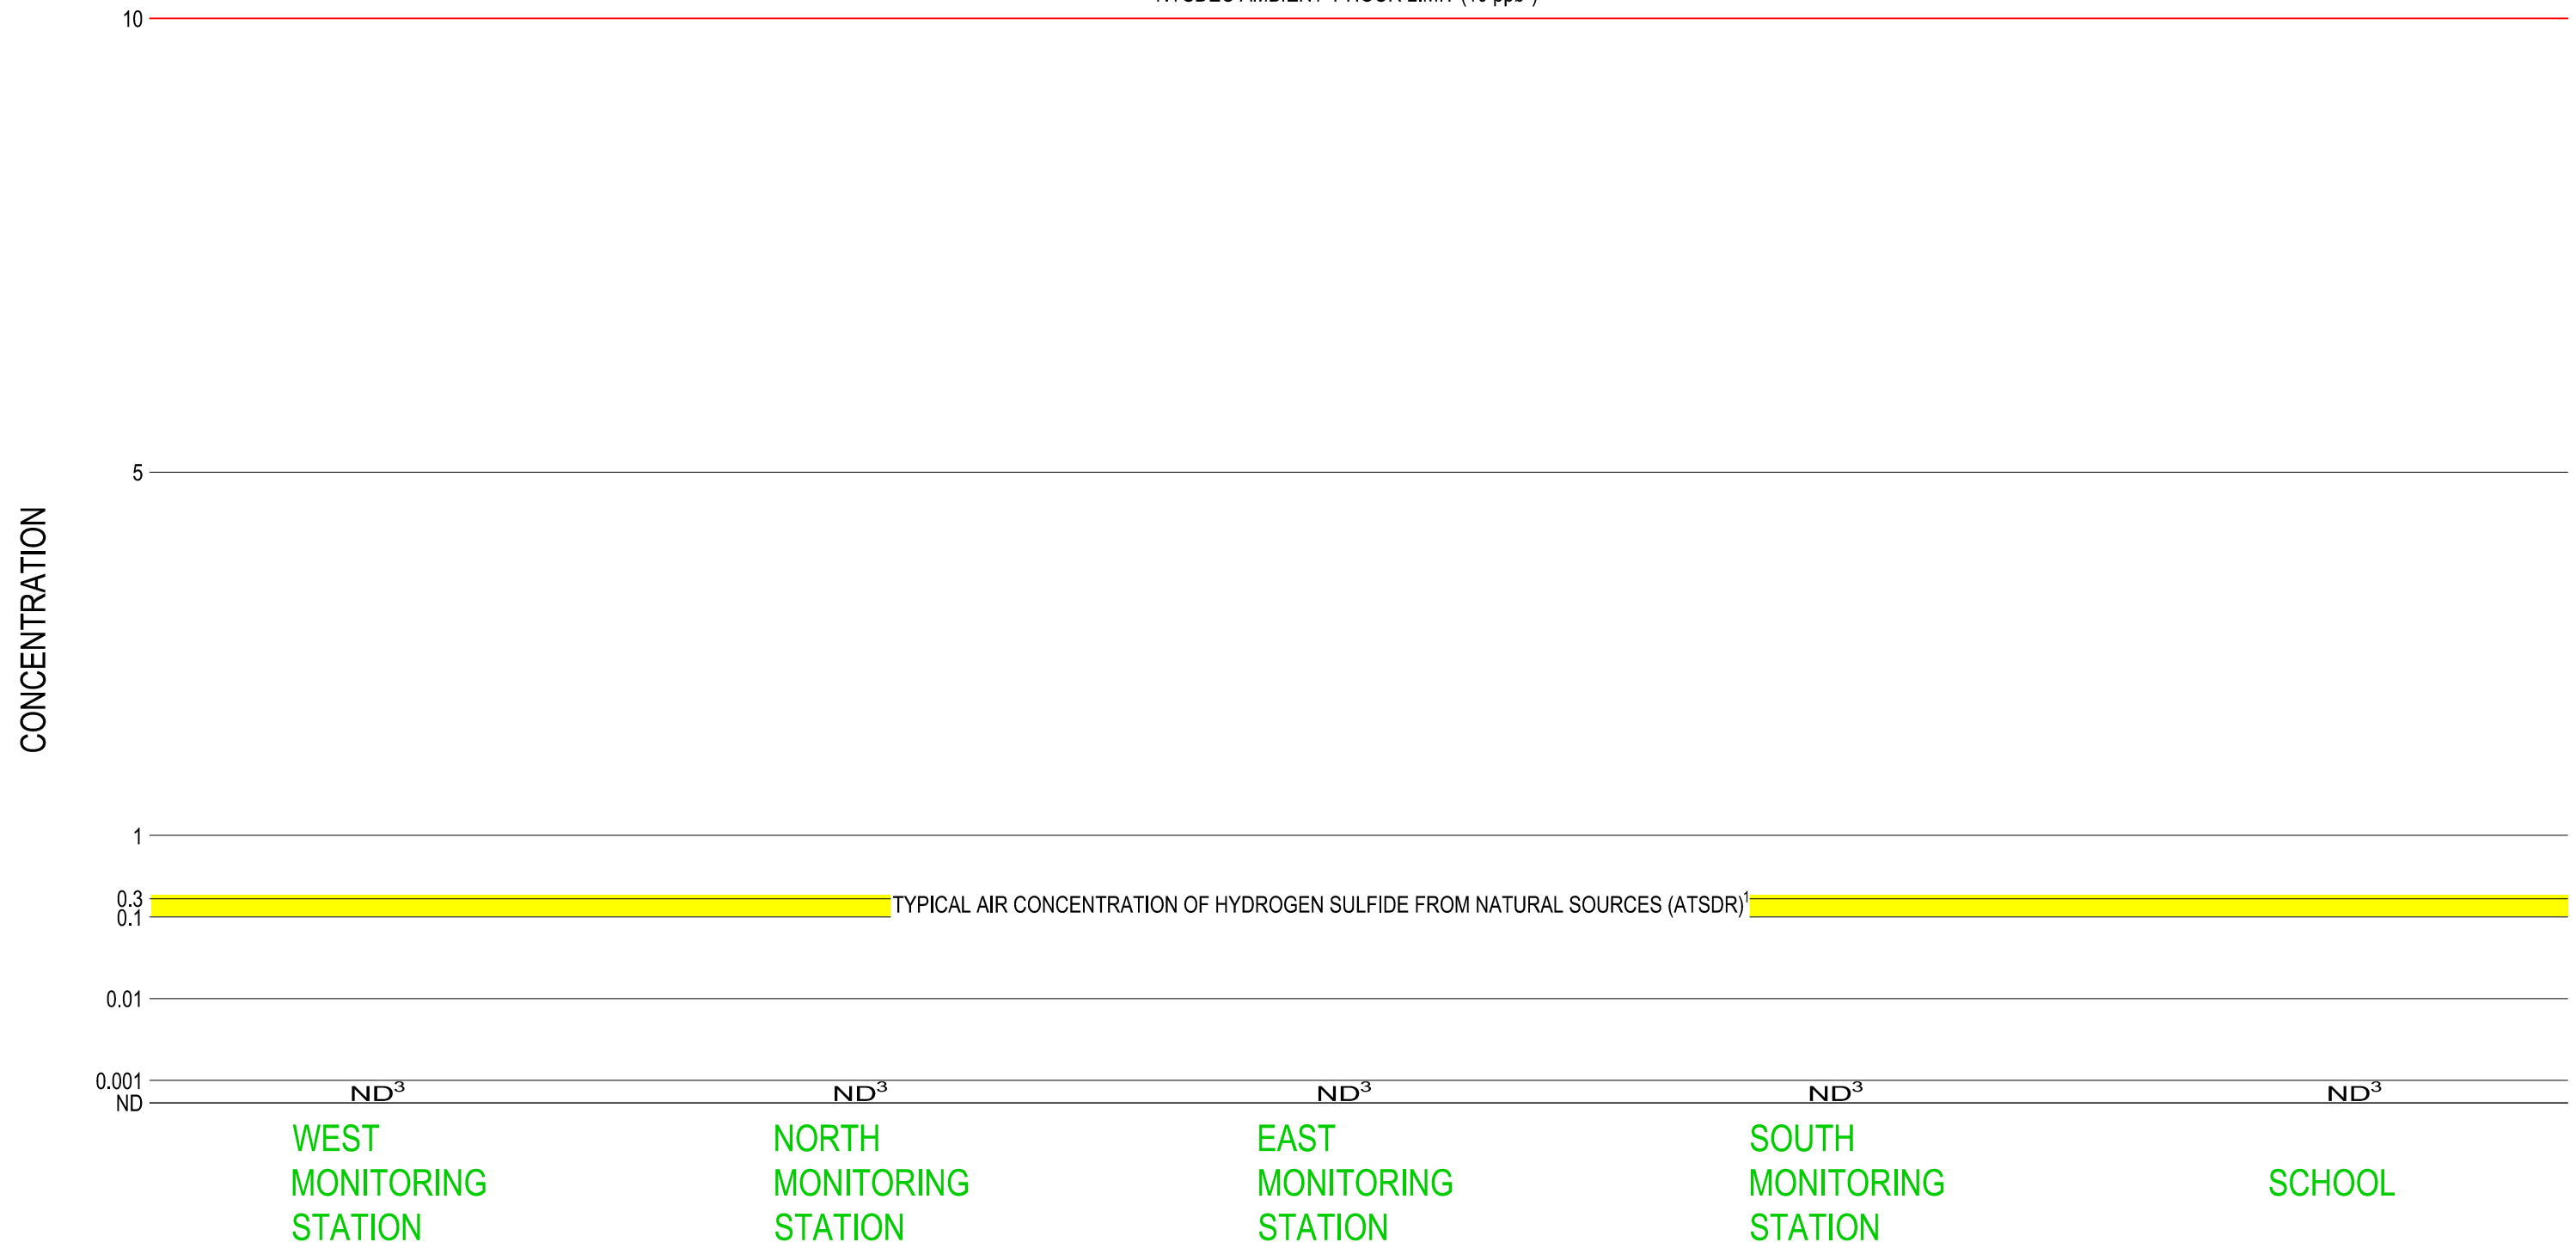 10
5
CONCENTRATION
1
0.3
0.1
TYPICAL AIR CONCENTRATION OF HYDROGEN SULFIDE FROM NATURAL SOURCES (ATSDR)¹
0.01
0.001
ND
ND³ ND³ ND³ ND³ ND³
WEST
MONITORING
STATION
NORTH
MONITORING
STATION
EAST
MONITORING
STATION
SOUTH
MONITORING
STATION
SCHOOL